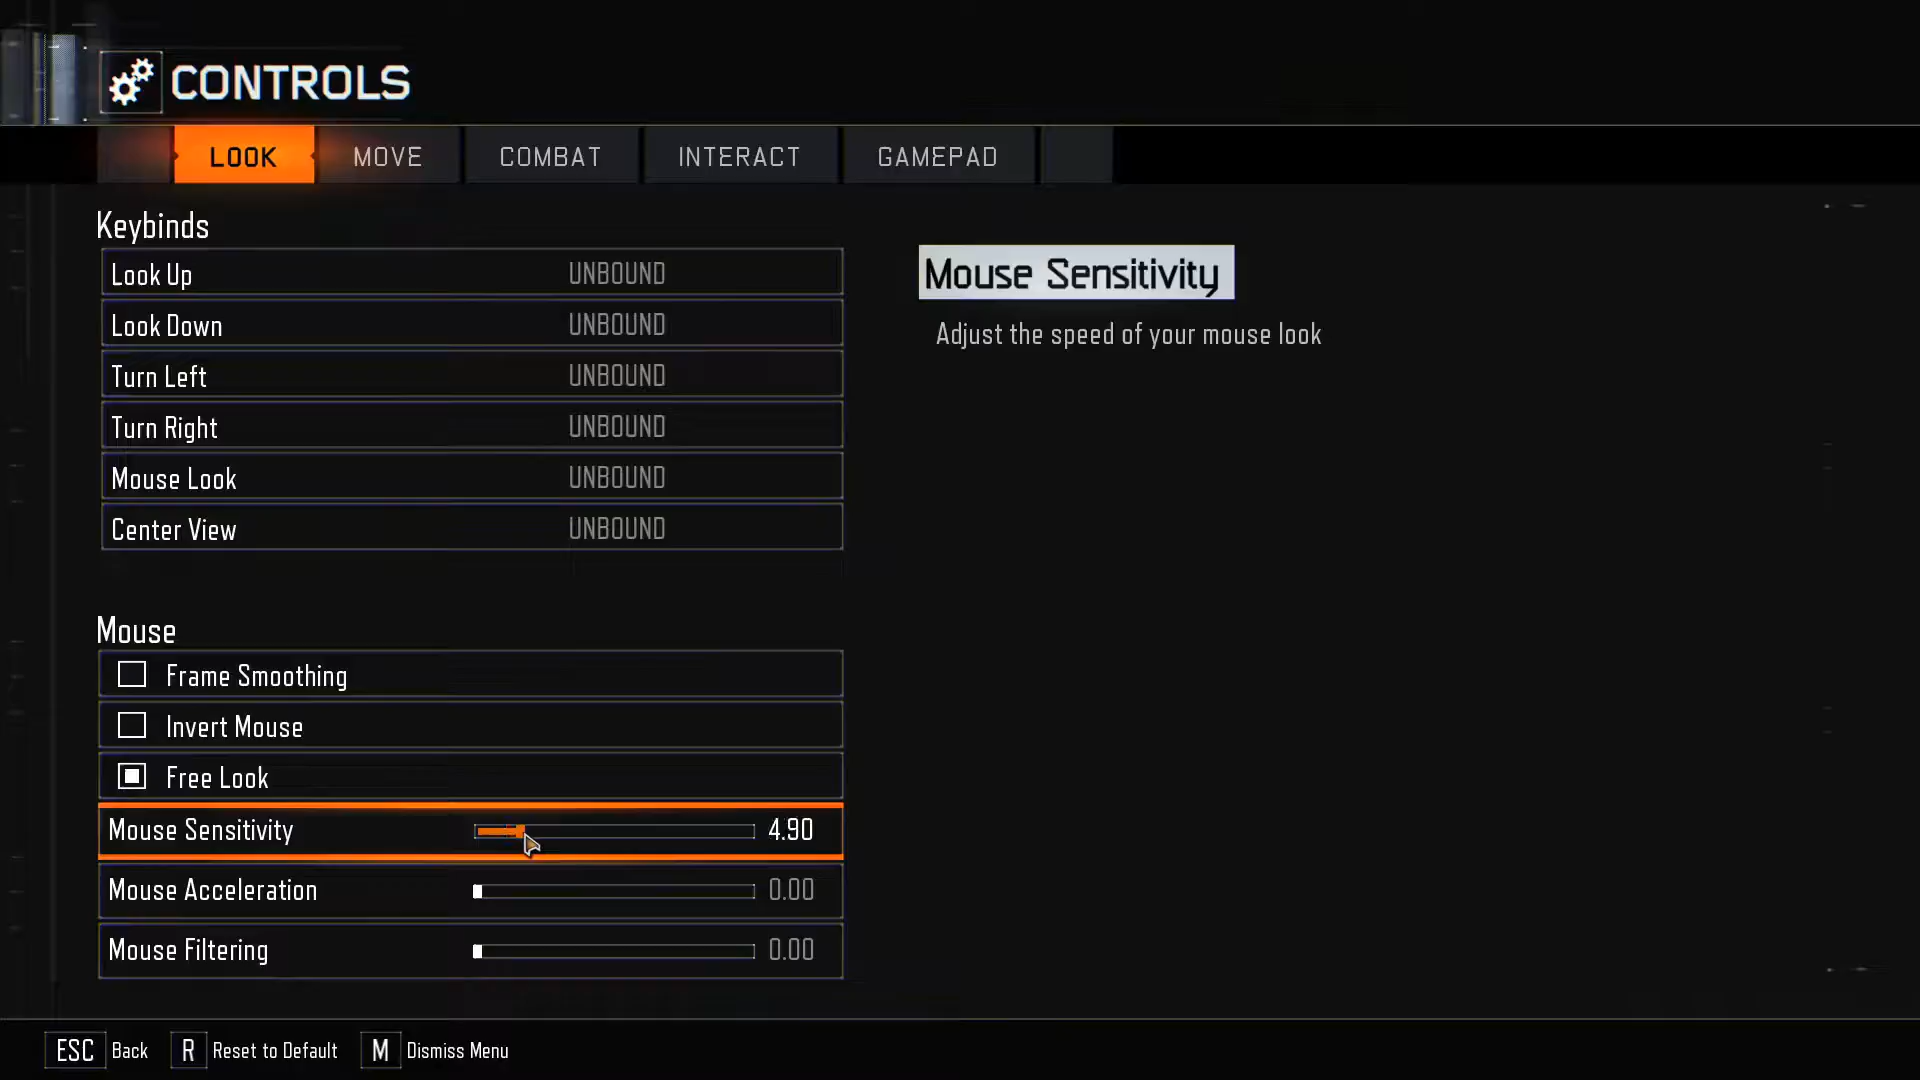 CONTROLS
LOOK MOVE COMBAT INTERACT GAMEPAD
Keybinds
Look Up UNBOUND
Look Down UNBOUND
Turn Left UNBOUND
Turn Right UNBOUND
Mouse Look UNBOUND
Center View UNBOUND
Mouse Sensitivity
Adjust the speed of your mouse look
Mouse
Frame Smoothing
Invert Mouse
Free Look
Mouse Sensitivity 4.90
Mouse Acceleration 0.00
Mouse Filtering 0.00
ESC Back R Reset to Default M Dismiss Menu